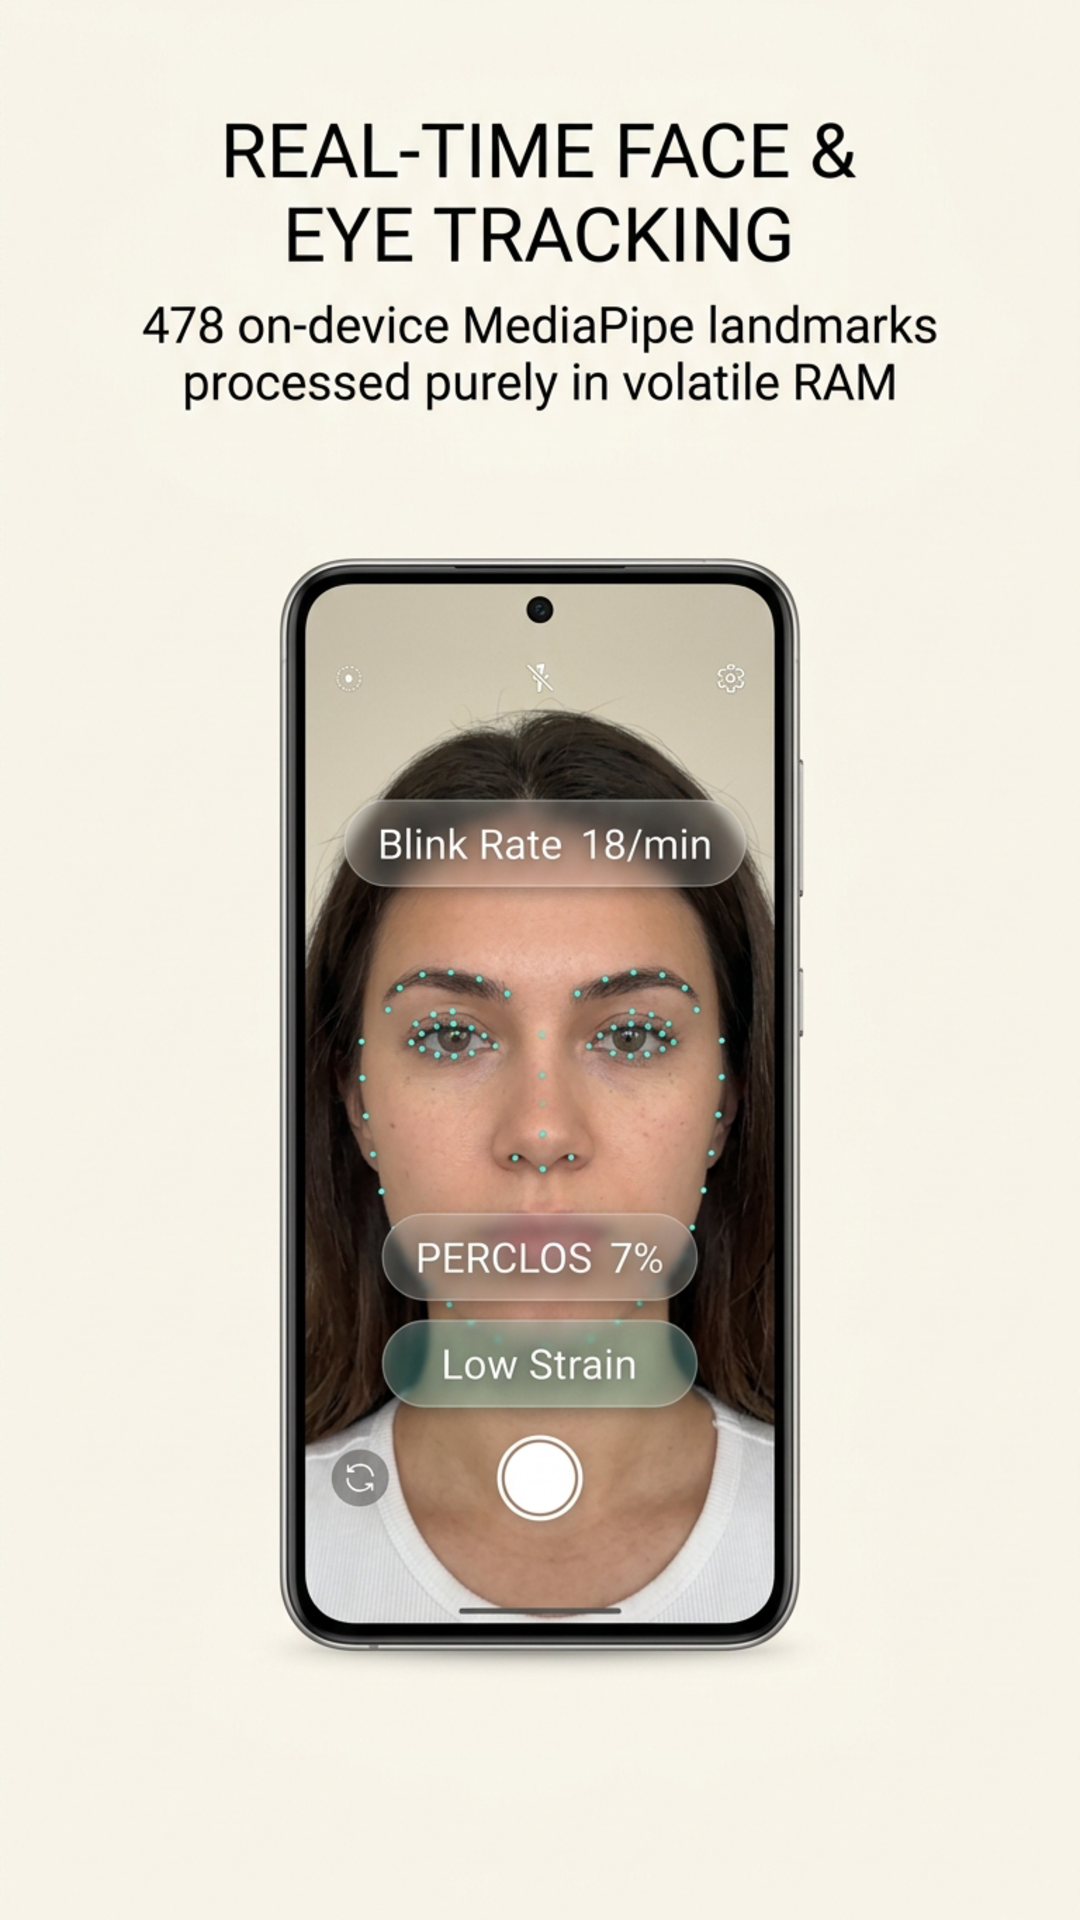 REAL-TIME FACE &
EYE TRACKING
478 on-device MediaPipe landmarks
processed purely in volatile RAM
Blink Rate 18/min
PERCLOS 7%
Low Strain